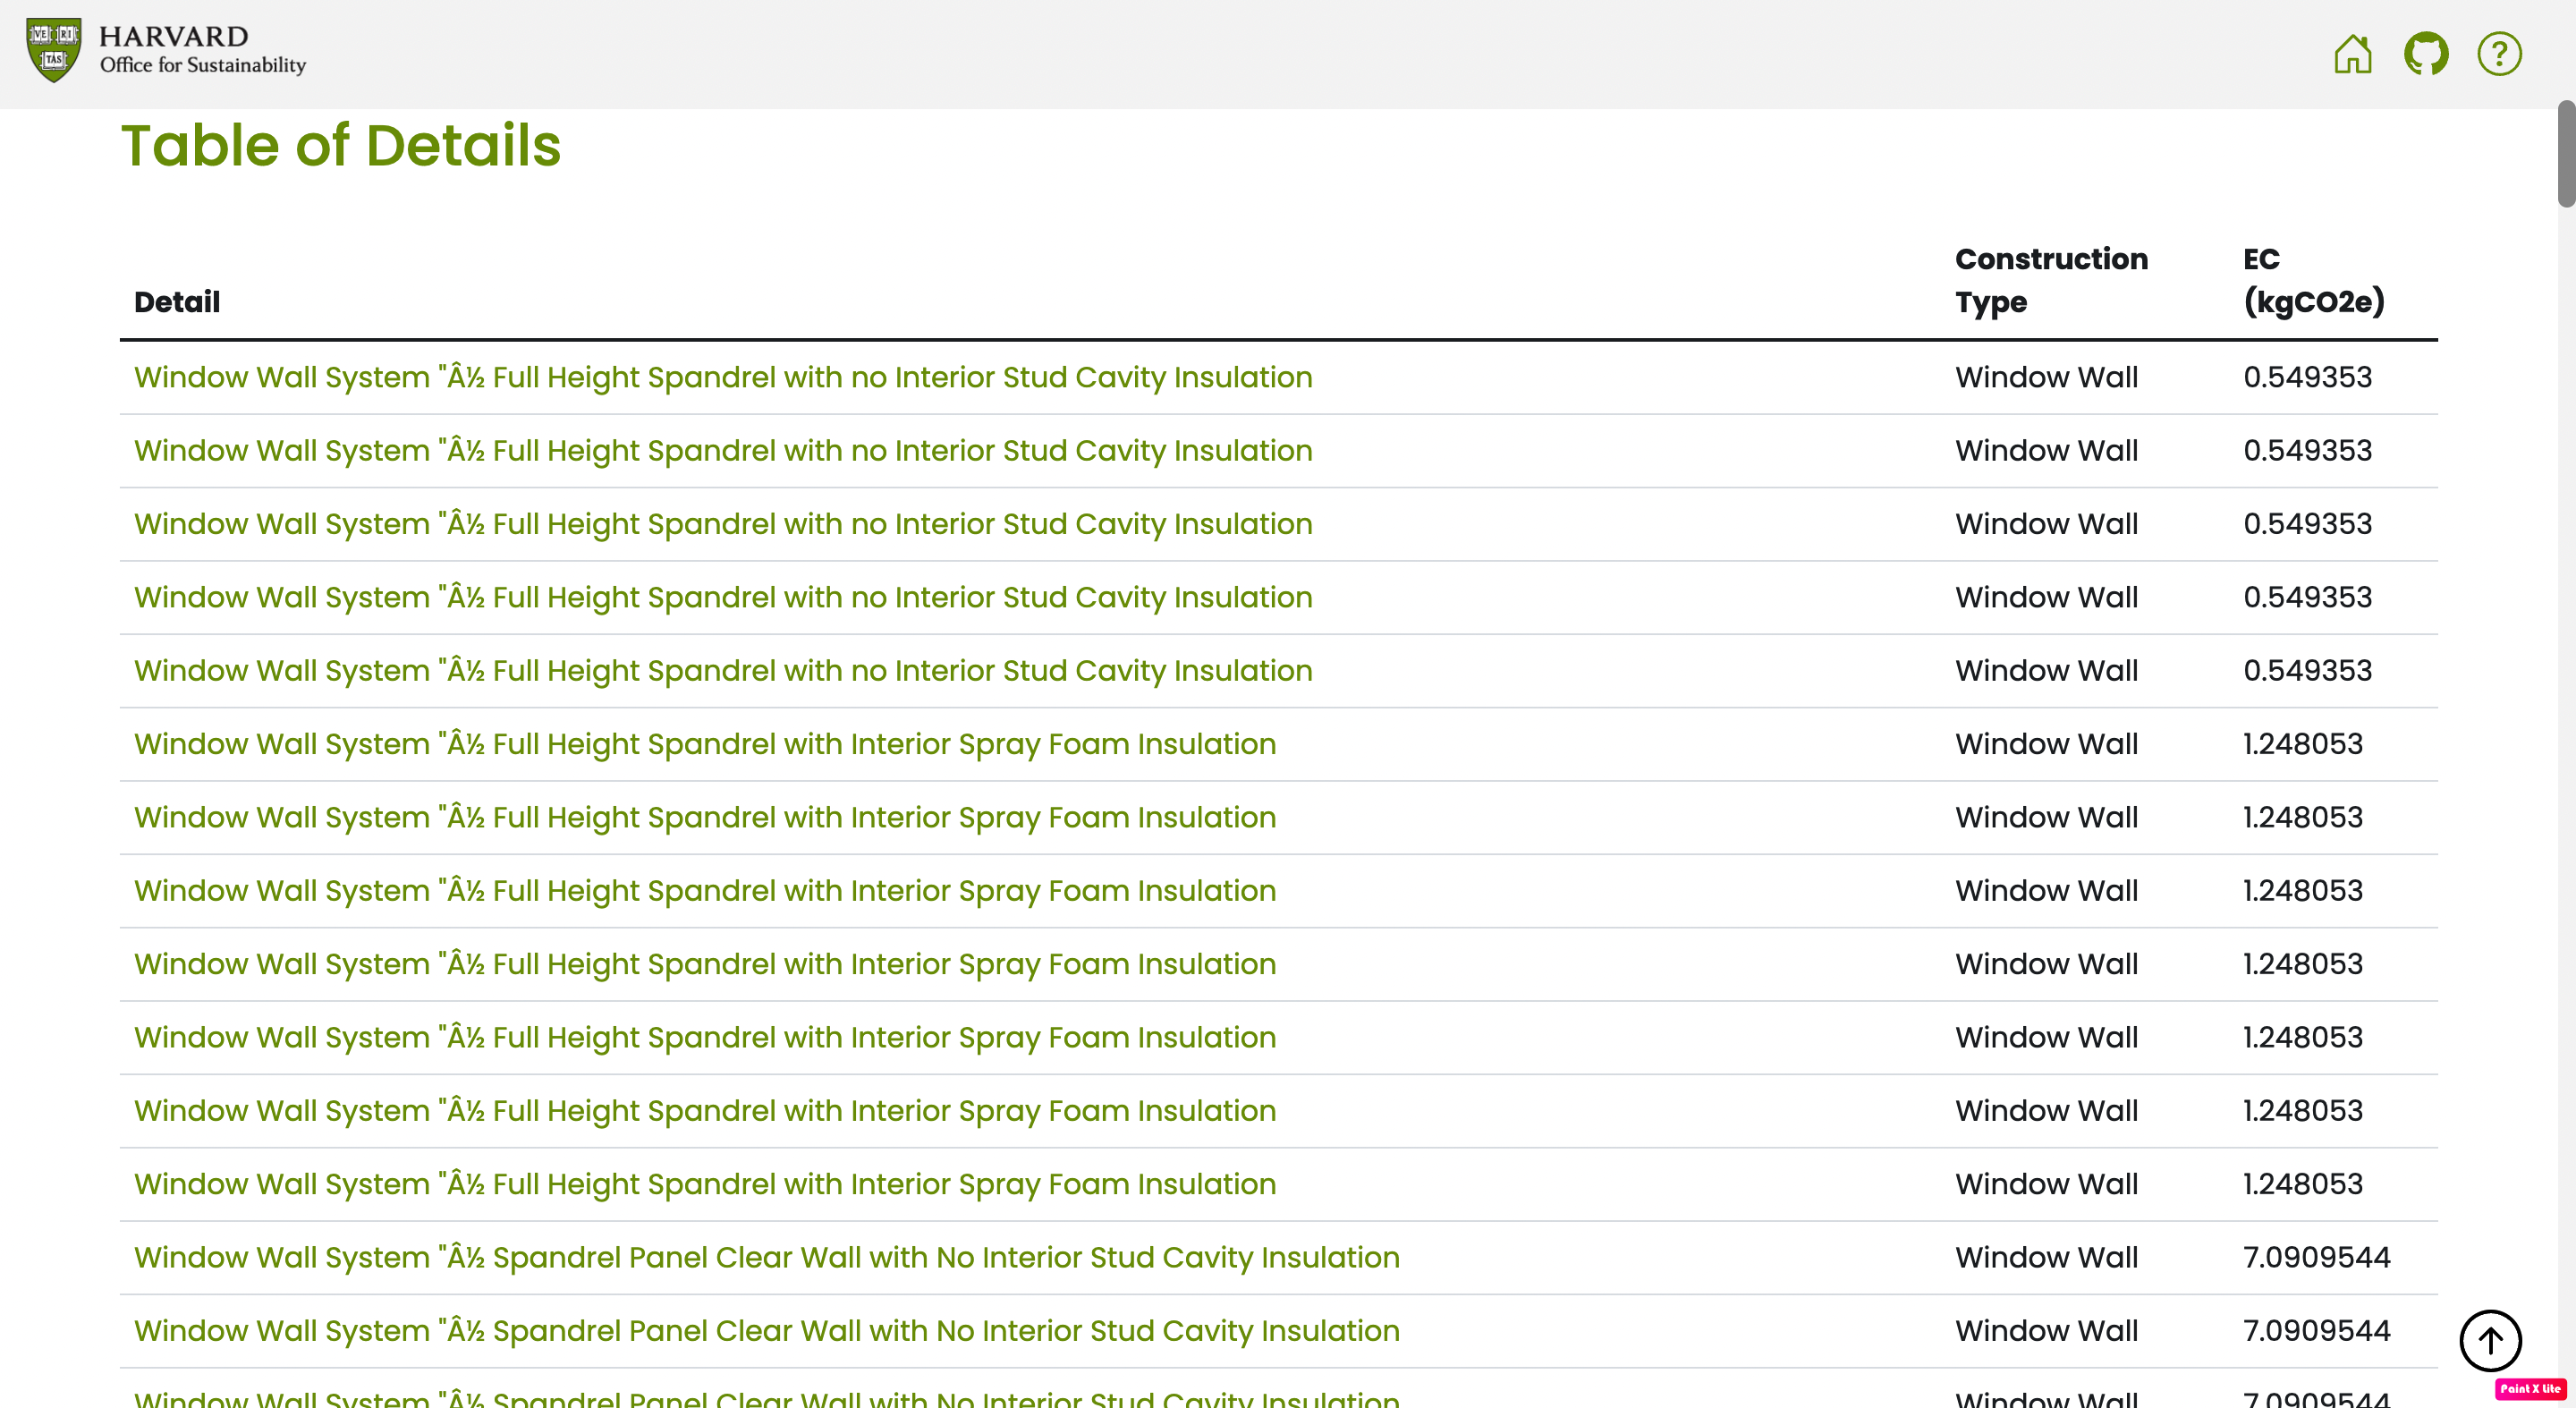 VE RI TAS
HARVARD
Office for Sustainability
?
Table of Details
Detail Construction Type EC (kgCO2e)
Window Wall System "Â½ Full Height Spandrel with no Interior Stud Cavity Insulation Window Wall 0.549353
Window Wall System "Â½ Full Height Spandrel with no Interior Stud Cavity Insulation Window Wall 0.549353
Window Wall System "Â½ Full Height Spandrel with no Interior Stud Cavity Insulation Window Wall 0.549353
Window Wall System "Â½ Full Height Spandrel with no Interior Stud Cavity Insulation Window Wall 0.549353
Window Wall System "Â½ Full Height Spandrel with no Interior Stud Cavity Insulation Window Wall 0.549353
Window Wall System "Â½ Full Height Spandrel with Interior Spray Foam Insulation Window Wall 1.248053
Window Wall System "Â½ Full Height Spandrel with Interior Spray Foam Insulation Window Wall 1.248053
Window Wall System "Â½ Full Height Spandrel with Interior Spray Foam Insulation Window Wall 1.248053
Window Wall System "Â½ Full Height Spandrel with Interior Spray Foam Insulation Window Wall 1.248053
Window Wall System "Â½ Full Height Spandrel with Interior Spray Foam Insulation Window Wall 1.248053
Window Wall System "Â½ Full Height Spandrel with Interior Spray Foam Insulation Window Wall 1.248053
Window Wall System "Â½ Full Height Spandrel with Interior Spray Foam Insulation Window Wall 1.248053
Window Wall System "Â½ Spandrel Panel Clear Wall with No Interior Stud Cavity Insulation Window Wall 7.0909544
Window Wall System "Â½ Spandrel Panel Clear Wall with No Interior Stud Cavity Insulation Window Wall 7.0909544
Window Wall System "Â½ Spandrel Panel Clear Wall with No Interior Stud Cavity Insulation Window Wall 7.0909544
Paint X Lite